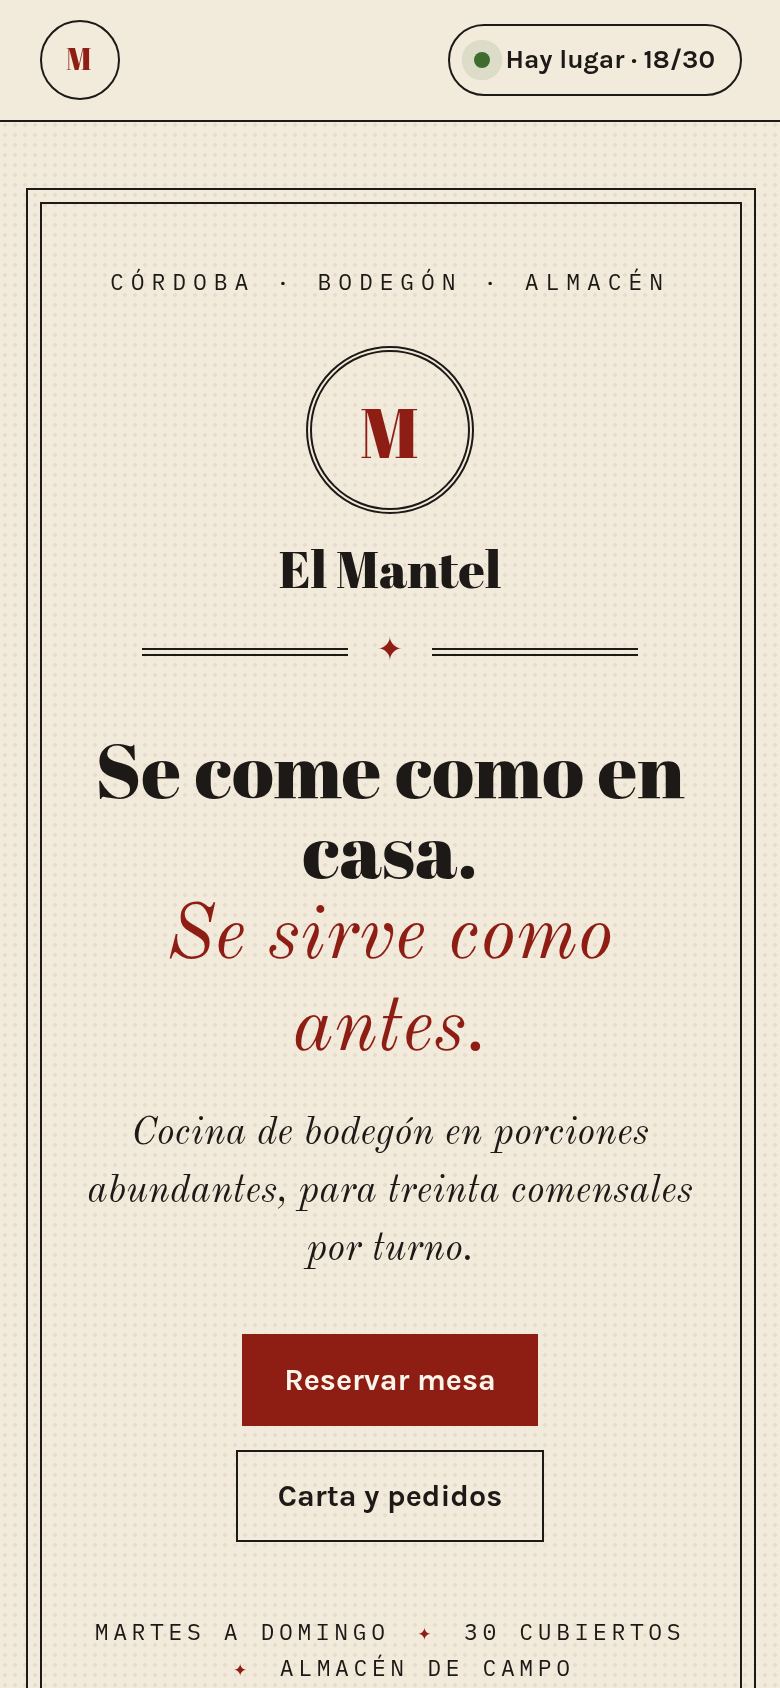 M
Hay lugar · 18/30
CÓRDOBA · BODEGÓN · ALMACÉN
M
El Mantel
✦
Se come como en
casa.
Se sirve como
antes.
Cocina de bodegón en porciones
abundantes, para treinta comensales
por turno.
Reservar mesa
Carta y pedidos
MARTES A DOMINGO ✦ 30 CUBIERTOS
✦ ALMACÉN DE CAMPO